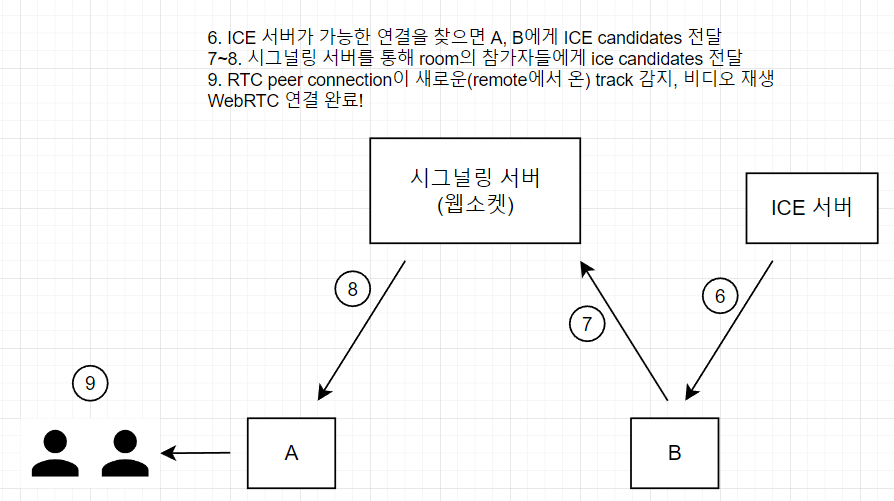 6. ICE 서버가 가능한 연결을 찾으면 A, B에게 ICE candidates 전달
7~8. 시그널링 서버를 통해 room의 참가자들에게 ice candidates 전달
9. RTC peer connection이 새로운(remote에서 온) track 감지, 비디오 재생
WebRTC 연결 완료!
시그널링 서버
(웹소켓)
ICE 서버
8
7
6
9
A
B